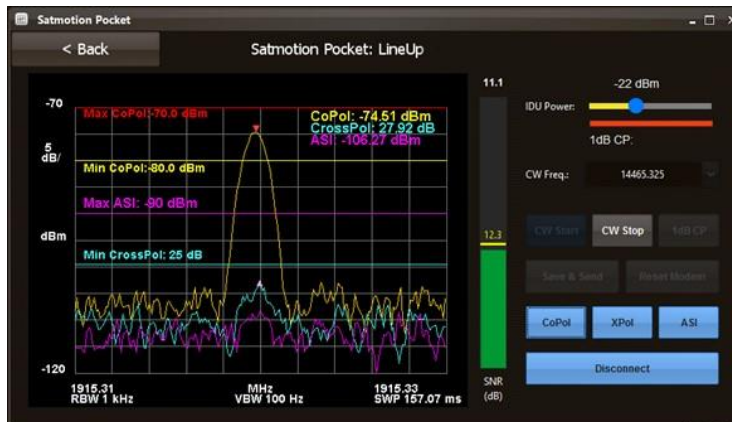 Satmotion Pocket
< Back
Satmotion Pocket: LineUp
-70
Max CoPol:-70.0 dBm
CoPol: -74.51 dBm
CrossPol: 27.92 dB
ASI: -106.27 dBm
5
dB/
Min CoPol:-80.0 dBm
Max ASI: -90 dBm
dBm
Min CrossPol: 25 dB
-120
1915.31
MHz
1915.33
RBW 1 kHz
VBW 100 Hz
SWP 157.07 ms
11.1
12.3
SNR
(dB)
-22 dBm
IDU Power:
1dB CP:
CW Freq.:
14465.325
CW Start
CW Stop
1dB CP
Save & Send
Reset Modem
CoPol
XPol
ASI
Disconnect